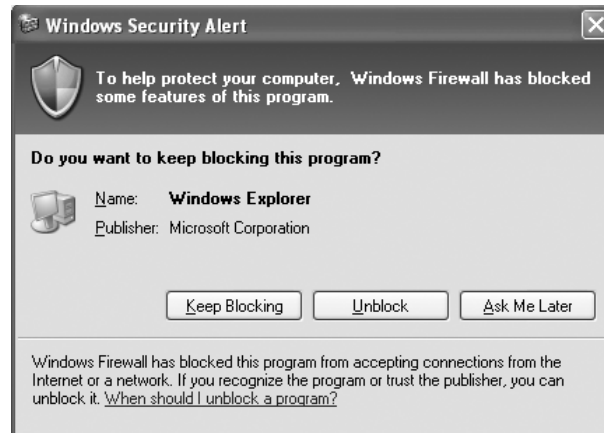 Windows Security Alert
To help protect your computer, Windows Firewall has blocked
some features of this program.
Do you want to keep blocking this program?
Name: Windows Explorer
Publisher: Microsoft Corporation
Keep Blocking Unblock Ask Me Later
Windows Firewall has blocked this program from accepting connections from the
Internet or a network. If you recognize the program or trust the publisher, you can
unblock it. When should I unblock a program?